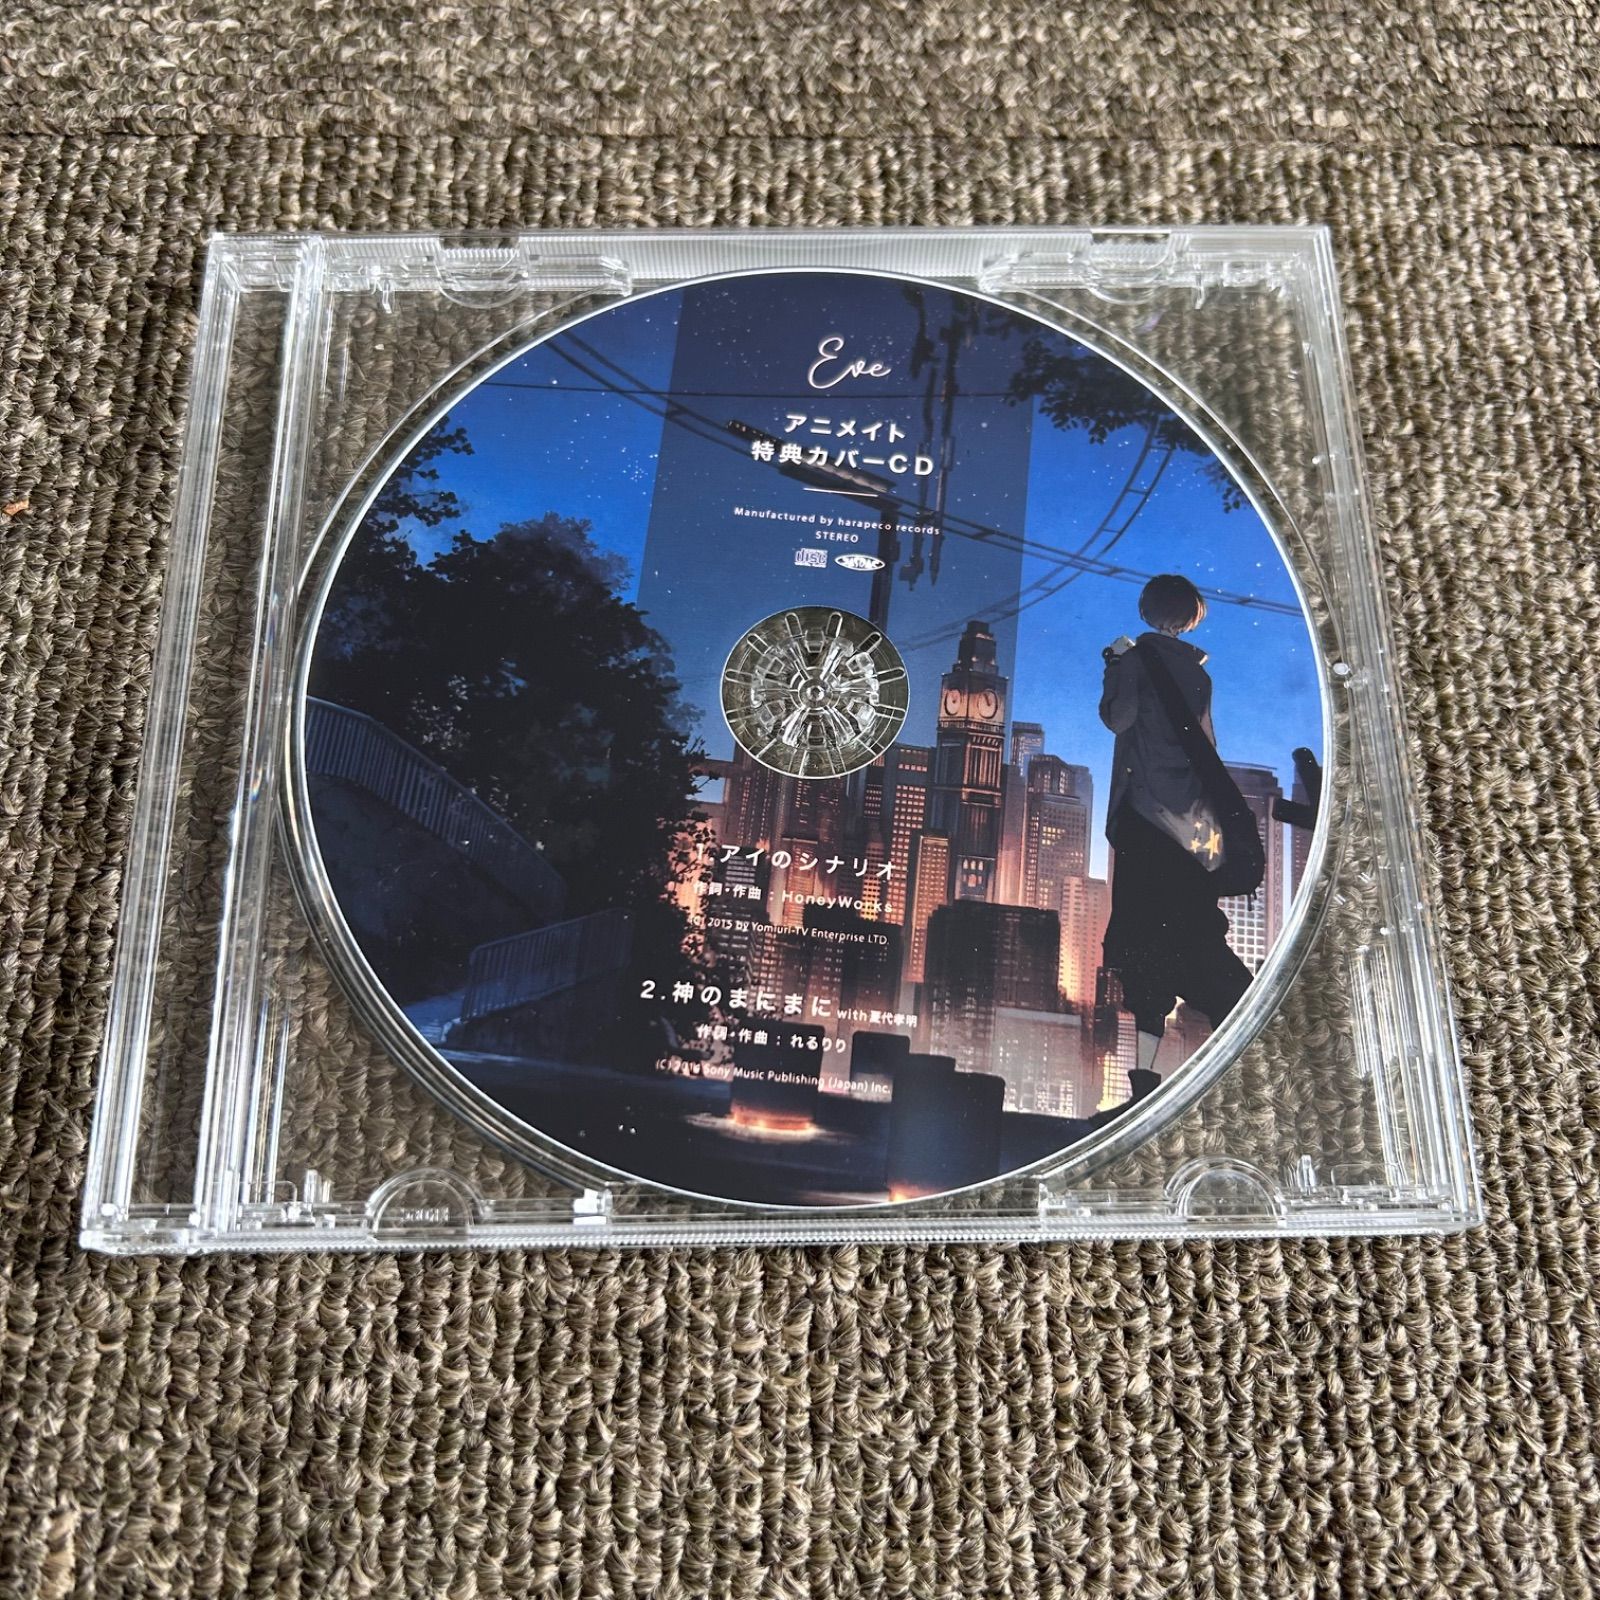 Eve
アニメイト
特典カバーCD
Manufactured by harapeco records
STEREO
disc
JASRAC
1.アイのシナリオ
作詞・作曲：HoneyWorks
(C) 2015 by Yomiuri-TV Enterprise LTD.
2.神のまにまに with 夏代孝明
作詞・作曲：れるりり
(C) 2014 Sony Music Publishing (Japan) Inc.